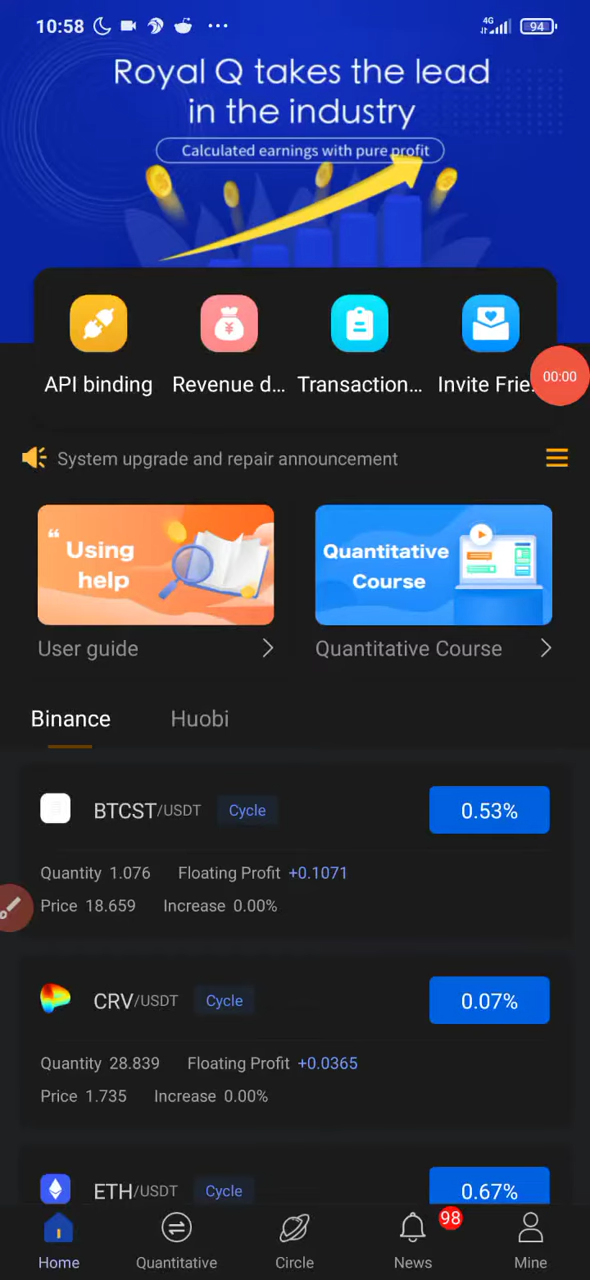 10:58
4G
94
Royal Q takes the lead
in the industry
Calculated earnings with pure profit
API binding
Revenue d...
Transaction...
Invite Frie
00:00
System upgrade and repair announcement
“ Using
help
Quantitative
Course
User guide
Quantitative Course
Binance
Huobi
BTCST/USDT Cycle 0.53%
Quantity 1.076 Floating Profit +0.1071
Price 18.659 Increase 0.00%
CRV/USDT Cycle 0.07%
Quantity 28.839 Floating Profit +0.0365
Price 1.735 Increase 0.00%
ETH/USDT Cycle 0.67%
98
Home
Quantitative
Circle
News
Mine